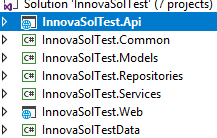 Solution 'InnovaSolTest' (7 projects)
InnovaSolTest.Api
C# InnovaSolTest.Common
C# InnovaSolTest.Models
C# InnovaSolTest.Repositories
C# InnovaSolTest.Services
InnovaSolTest.Web
C# InnovaSolTestData